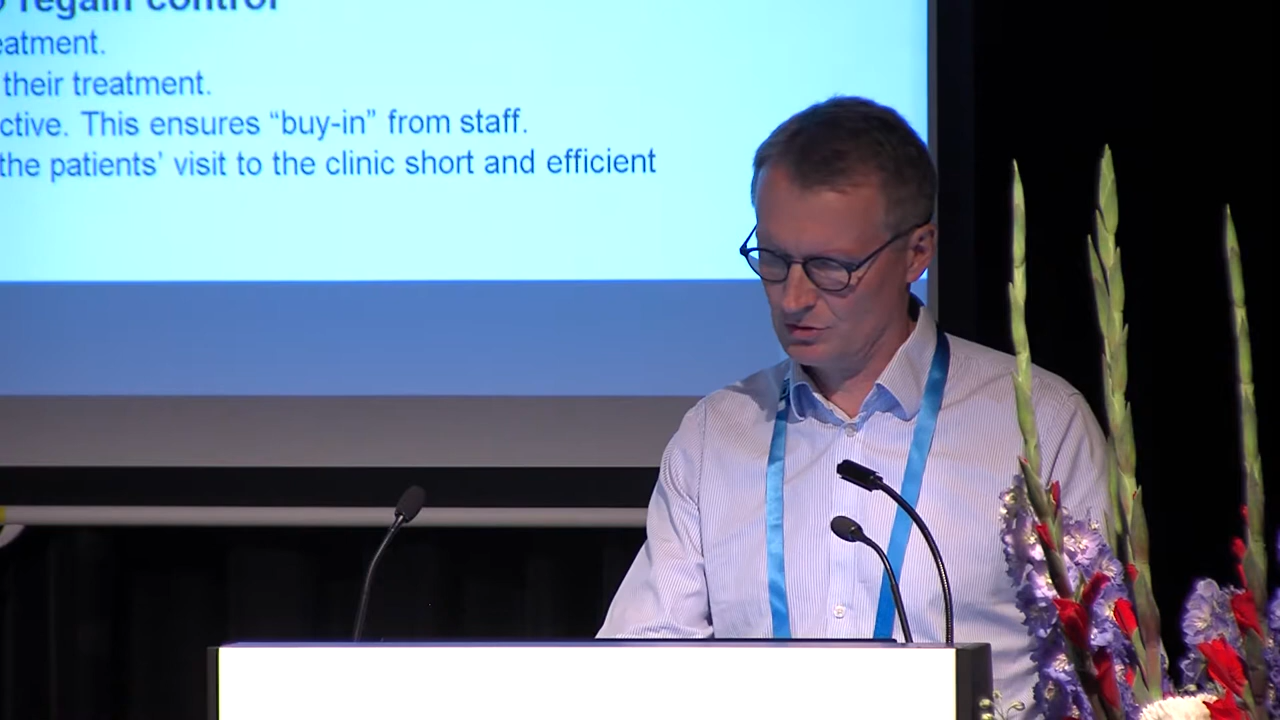 regain control
eatment.
their treatment.
ctive. This ensures “buy-in” from staff.
the patients’ visit to the clinic short and efficient